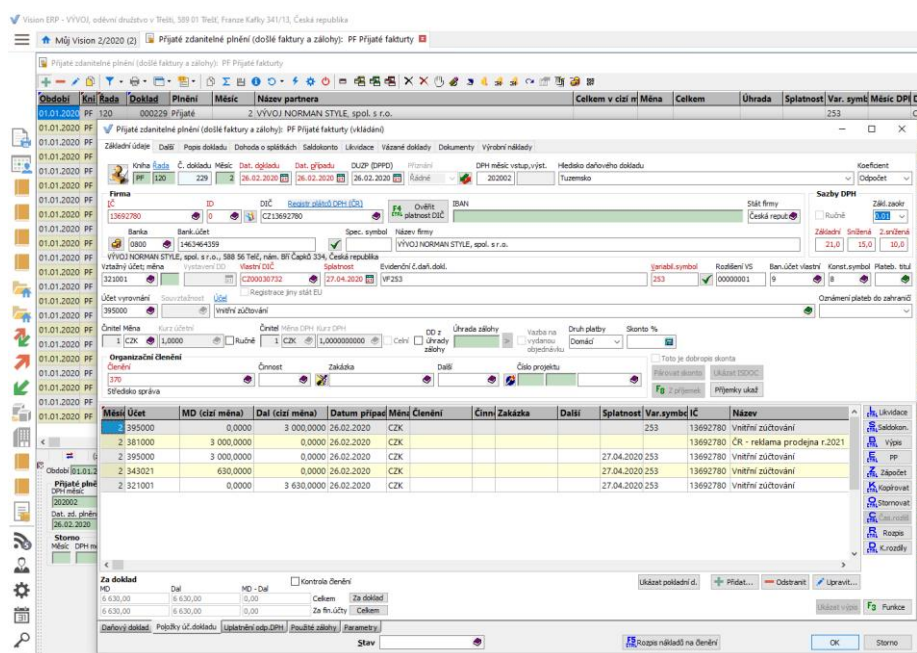 Vision ERP - VÝVOJ, oděvní družstvo v Třešti, 589 01 Třešť, Franze Kafky 341/13, Česká republika
Můj Vision 2/2020 (2) Přijaté zdanitelné plnění (došlé faktury a zálohy): PF Přijaté fakturty
Přijaté zdanitelné plnění (došlé faktury a zálohy): PF Přijaté fakturty
Období Kni Řada Doklad Plnění Měsíc Název partnera Celkem v cizí m Měna Celkem Úhrada Splatnost Var. symb Měsíc DPH
01.01.2020 PF 120 000229 Přijaté 2 VÝVOJ NORMAN STYLE, spol. s r.o. 253
01.01.2020 PF Přijaté zdanitelné plnění (došlé faktury a zálohy): PF Přijaté fakturty (vkládání)
01.01.2020 PF Základní údaje Další Popis dokladu Dohoda o splátkách Saldokonto Likvidace Vázané doklady Dokumenty Výrobní náklady
Kniha Řada Č. dokladu Měsíc Dat. dokladu Dat. případu DUZP (DPPD) Přiznání DPH měsíc vstup,výst. Hledisko daňového dokladu Koeficient
PF 120 229 2 26.02.2020 26.02.2020 26.02.2020 Řádné 202002 Tuzemsko Odpočet
Firma Sazby DPH
IČ ID DIČ Registr plátců DPH (ČR) F4 Ověřit platnost DIČ IBAN Stát firmy Ručně Zákl.zaokr
13692780 0 CZ13692780 Česká republ 0.01
Banka Bank.účet Spec. symbol Název firmy Základní Snížená 2.snížená
0800 1463464359 VÝVOJ NORMAN STYLE, spol. s r.o. 21,0 15,0 10,0
VÝVOJ NORMAN STYLE, spol. s r.o., 588 56 Telč, nám. Bří Čapků 334, Česká republika
Vztažný účet; měna Vystavení DD Vlastní DIČ Splatnost Evidenční č.daň.dokl. Variabil.symbol Rozlišení VS Ban.účet vlastní Konst.symbol Plateb. titul
321001 CZ00030732 27.04.2020 VF253 253 00000001 9 8
Registrace jiny stát EU
Účet vyrovnání Souvztažnost Účel Oznámení plateb do zahraničí
395000 Vnitřní zúčtování
Činitel Měna Kurz účetní Činitel Měna DPH Kurz DPH DD z úhrady zálohy Úhrada zálohy Vazba na vydanou objednávku Druh platby Skonto %
1 CZK 1,0000 Ručně 1 CZK 1,0000000000 Celní Domácí
Organizační členění Toto je dobropis skonta
Členění Činnost Zakázka Další Číslo projektu Párovat skonto Ukázat ISDOC
370 F8 Z příjemek Příjemky ukaž
Středisko správa
Měsíc Účet MD (cizí měna) Dal (cizí měna) Datum případ Měna Členění Činn Zakázka Další Splatnost Var.symbo IČ Název
2 395000 0,0000 3 000,0000 26.02.2020 CZK 253 13692780 Vnitřní zúčtování
2 381000 3 000,0000 0,0000 26.02.2020 CZK 13692780 ČR - reklama prodejna r.2021
2 395000 3 000,0000 0,0000 26.02.2020 CZK 27.04.2020 253 13692780 Vnitřní zúčtování
2 343021 630,0000 0,0000 26.02.2020 CZK 27.04.2020 253 13692780 Vnitřní zúčtování
2 321001 0,0000 3 630,0000 26.02.2020 CZK 27.04.2020 253 13692780 Vnitřní zúčtování
Likvidace
Saldokon.
Výpis
PP
Zápočet
Kopírovat
Stornovat
Čas.rozliš
Rozpis
K.rozdíly
Období 01.01.2
Přijaté plně
DPH měsíc
202002
Dat. zd. plněn
26.02.2020
Storno
Měsíc DPH m
Za doklad Kontrola členění Ukázat pokladní d. Přidat... Odstranit Upravit...
MD Dal MD - Dal
6 630,00 6 630,00 0,00 Celkem Za doklad
6 630,00 6 630,00 0,00 Za fin.účty Celkem Ukázat výpis F3 Funkce
Daňový doklad Položky úč.dokladu Uplatnění odp.DPH Použité zálohy Parametry
Stav F5 Rozpis nákladů na členění OK Storno